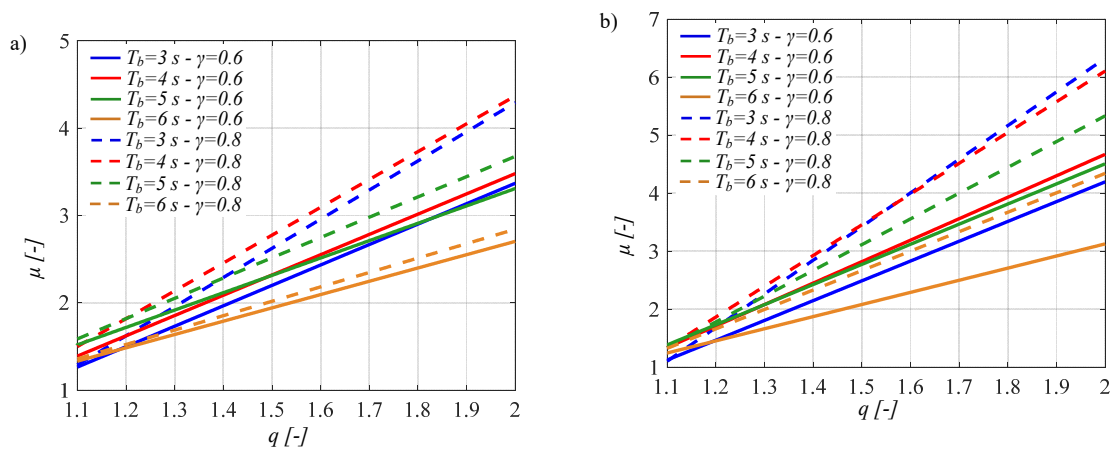 a)
5
4
3
2
1
μ [-]
T_b=3 s - γ=0.6
T_b=4 s - γ=0.6
T_b=5 s - γ=0.6
T_b=6 s - γ=0.6
T_b=3 s - γ=0.8
T_b=4 s - γ=0.8
T_b=5 s - γ=0.8
T_b=6 s - γ=0.8
1.1 1.2 1.3 1.4 1.5 1.6 1.7 1.8 1.9 2
q [-]
b)
7
6
5
4
3
2
1
μ [-]
T_b=3 s - γ=0.6
T_b=4 s - γ=0.6
T_b=5 s - γ=0.6
T_b=6 s - γ=0.6
T_b=3 s - γ=0.8
T_b=4 s - γ=0.8
T_b=5 s - γ=0.8
T_b=6 s - γ=0.8
1.1 1.2 1.3 1.4 1.5 1.6 1.7 1.8 1.9 2
q [-]